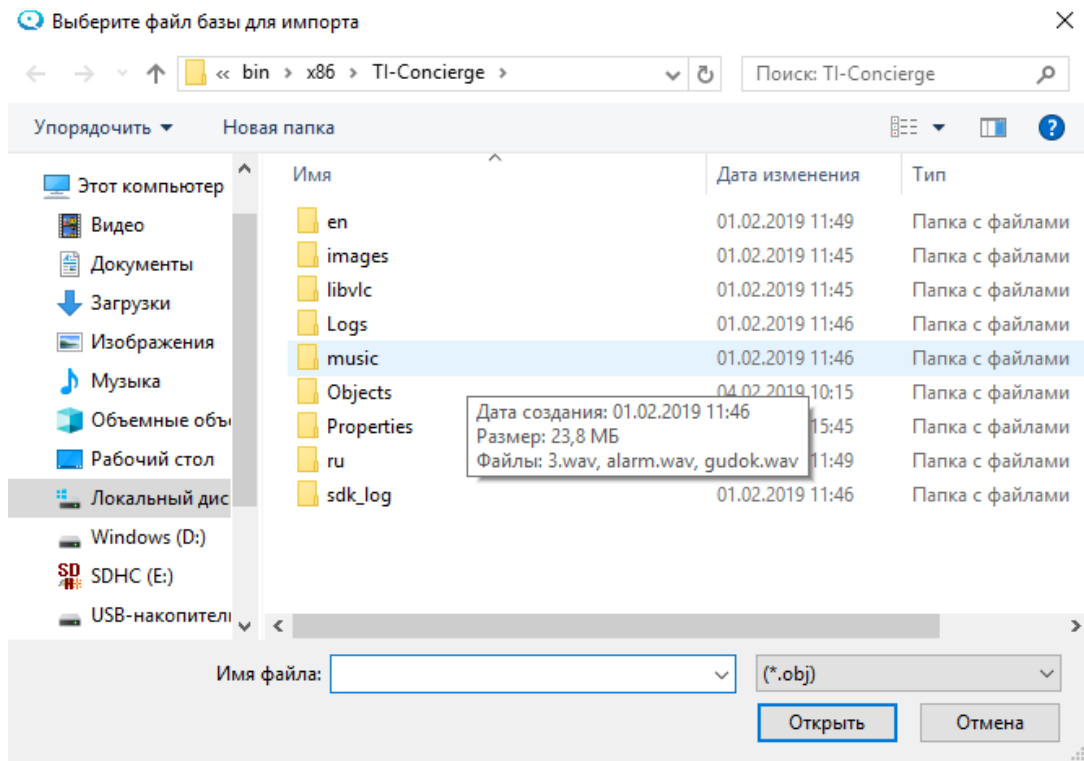 Выберите файл базы для импорта
« bin › x86 › TI-Concierge ›
Поиск: TI-Concierge
Упорядочить
Новая папка
Имя
Дата изменения
Тип
Этот компьютер
Видео
Документы
Загрузки
Изображения
Музыка
Объемные объ
Рабочий стол
Локальный дис
Windows (D:)
SDHC (E:)
USB-накопител
en 01.02.2019 11:49 Папка с файлами
images 01.02.2019 11:45 Папка с файлами
libvlc 01.02.2019 11:45 Папка с файлами
Logs 01.02.2019 11:46 Папка с файлами
music 01.02.2019 11:46 Папка с файлами
Objects 04.02.2019 10:15 Папка с файлами
Properties 15:45 Папка с файлами
ru 11:49 Папка с файлами
sdk_log 01.02.2019 11:46 Папка с файлами
Дата создания: 01.02.2019 11:46
Размер: 23,8 МБ
Файлы: 3.wav, alarm.wav, gudok.wav
Имя файла:
(*.obj)
Открыть
Отмена